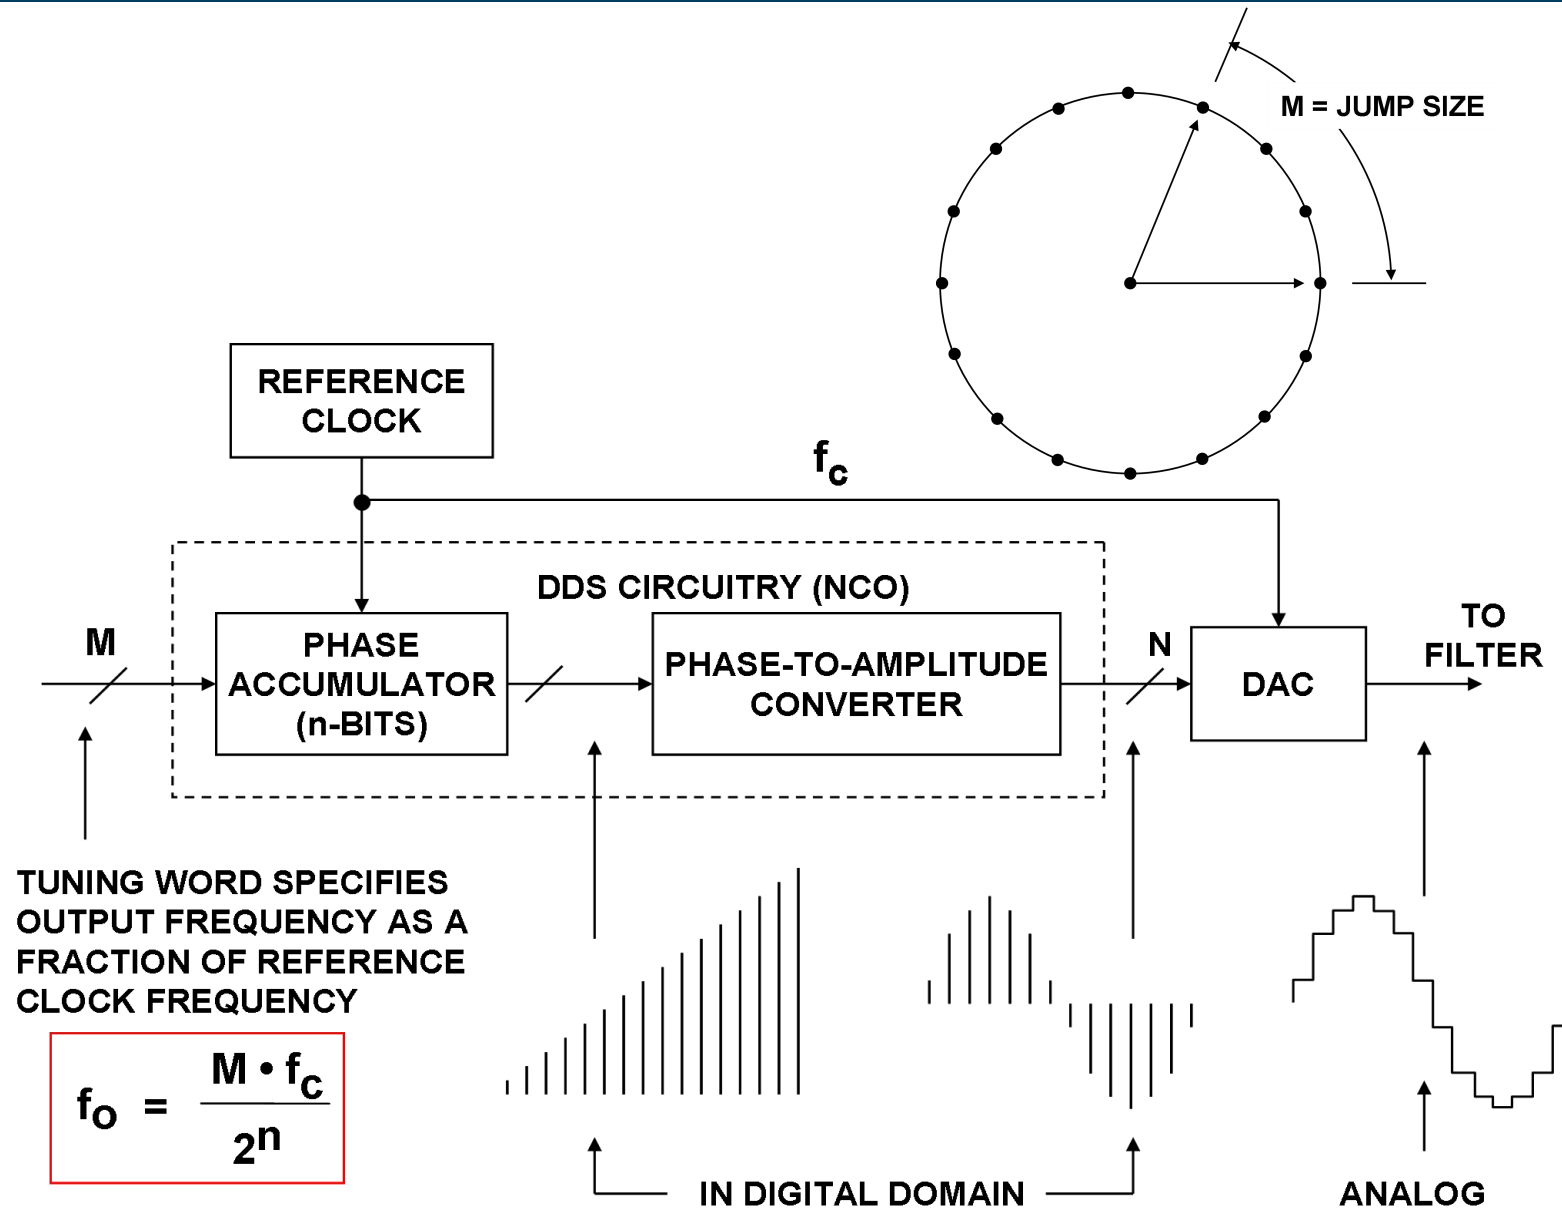 M = JUMP SIZE
REFERENCE
CLOCK
fc
DDS CIRCUITRY (NCO)
M
PHASE
ACCUMULATOR
(n-BITS)
PHASE-TO-AMPLITUDE
CONVERTER
N
DAC
TO
FILTER
TUNING WORD SPECIFIES
OUTPUT FREQUENCY AS A
FRACTION OF REFERENCE
CLOCK FREQUENCY
fo = M • fc / 2^n
IN DIGITAL DOMAIN
ANALOG